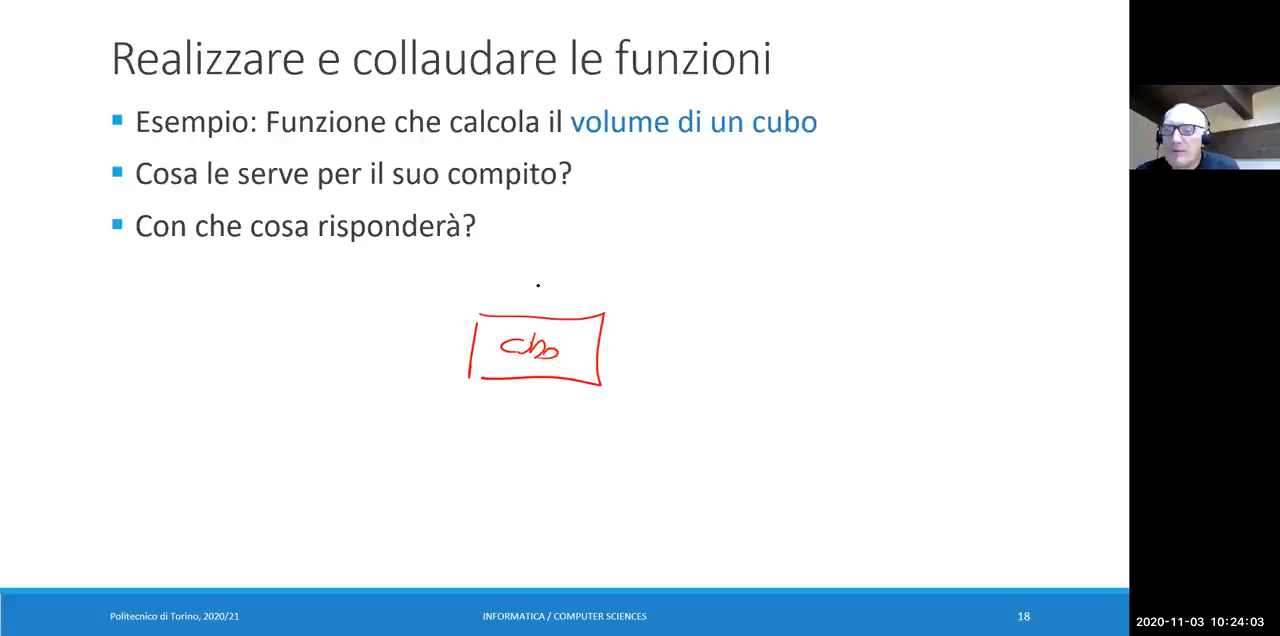 Realizzare e collaudare le funzioni
▪ Esempio: Funzione che calcola il volume di un cubo
▪ Cosa le serve per il suo compito?
▪ Con che cosa risponderà?
cubo
Politecnico di Torino, 2020/21
INFORMATICA / COMPUTER SCIENCES
18
2020-11-03 10:24:03